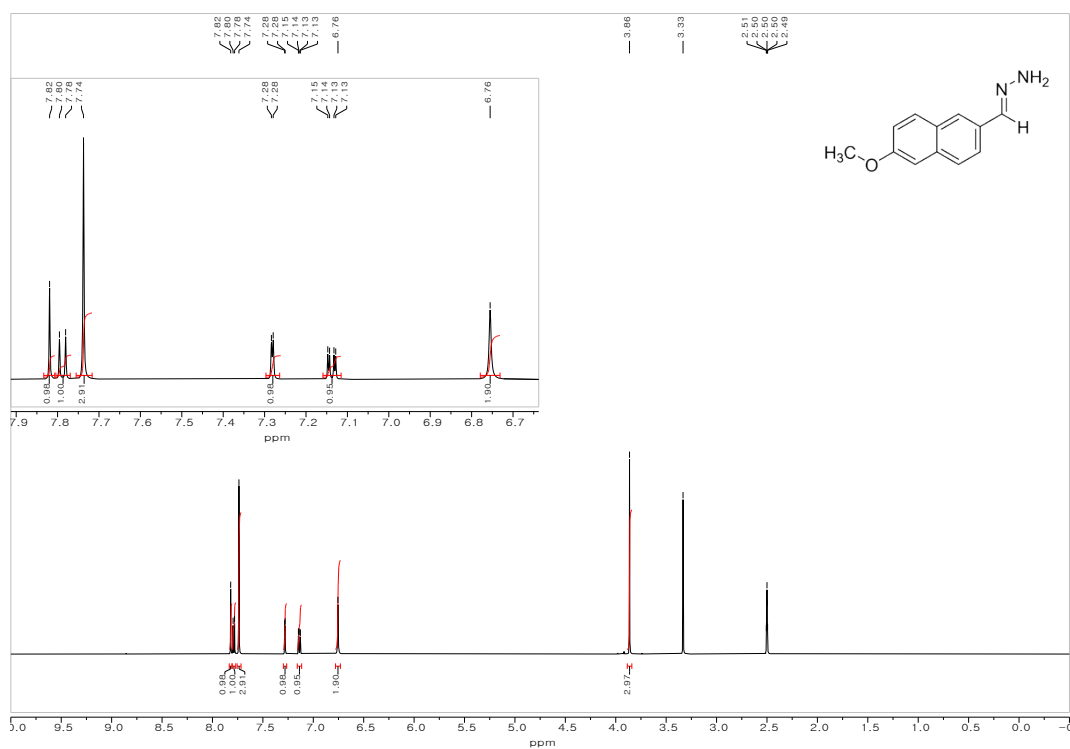 7.82 7.80 7.78 7.74 7.28 7.28 7.15 7.14 7.13 7.13 6.76 3.86 3.33 2.51 2.50 2.50 2.50 2.49
7.82 7.80 7.78 7.74 7.28 7.28 7.15 7.14 7.13 7.13 6.76
N NH2
H
H3C O
0.98 1.00 2.91 0.98 0.95 1.90
7.9 7.8 7.7 7.6 7.5 7.4 7.3 7.2 7.1 7.0 6.9 6.8 6.7
ppm
0.98 1.00 2.91 0.98 0.95 1.90 2.97
0.0 9.5 9.0 8.5 8.0 7.5 7.0 6.5 6.0 5.5 5.0 4.5 4.0 3.5 3.0 2.5 2.0 1.5 1.0 0.5 0.0
ppm